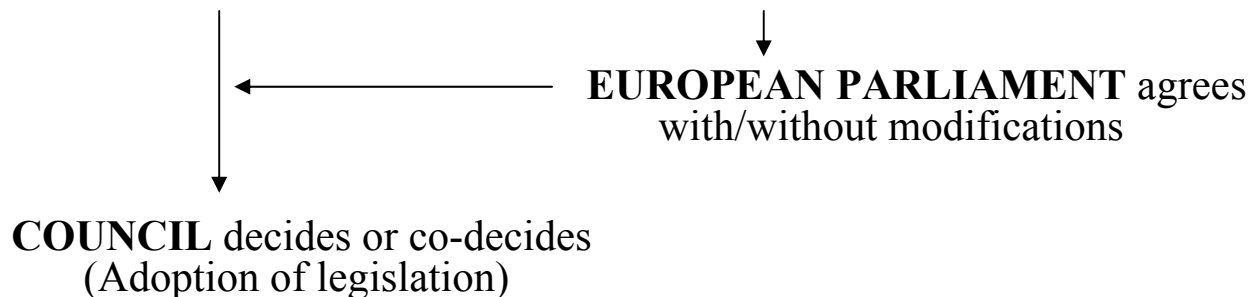 EUROPEAN PARLIAMENT agrees
with/without modifications
COUNCIL decides or co-decides
(Adoption of legislation)